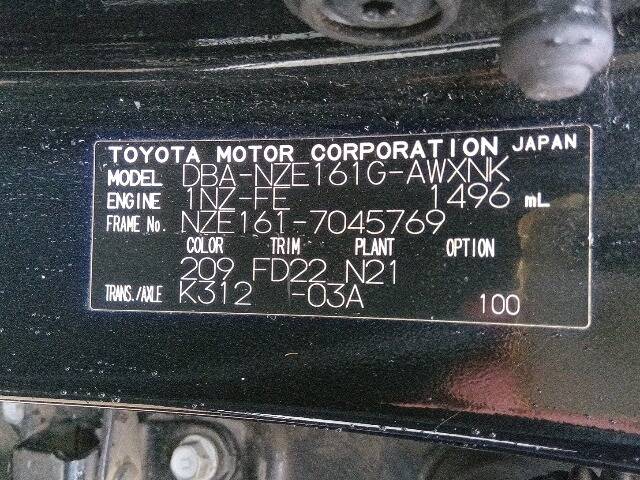 TOYOTA MOTOR CORPORATION JAPAN
MODEL DBA-NZE161G-AWXNK
ENGINE 1NZ-FE 1496 mL
FRAME No. NZE161-7045769
COLOR TRIM PLANT OPTION
209 FD22 N21
TRANS./AXLE K312 -03A 100